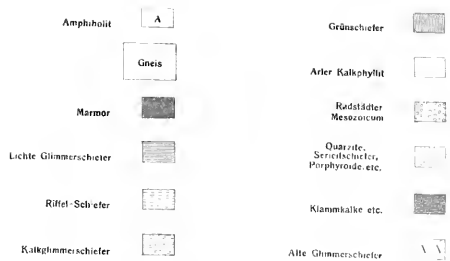 Amphibolit
A
Gneis
Marmor
Lichte Glimmerschiefer
Riffel-Schiefer
Kalkglimmerschiefer
Grünschiefer
Arler Kalkphyllit
Radstädter
Mesozoicum
Quarzite,
Sericitschiefer,
Porphyroide, etc.
Klammkalke etc.
Alte Glimmerschiefer